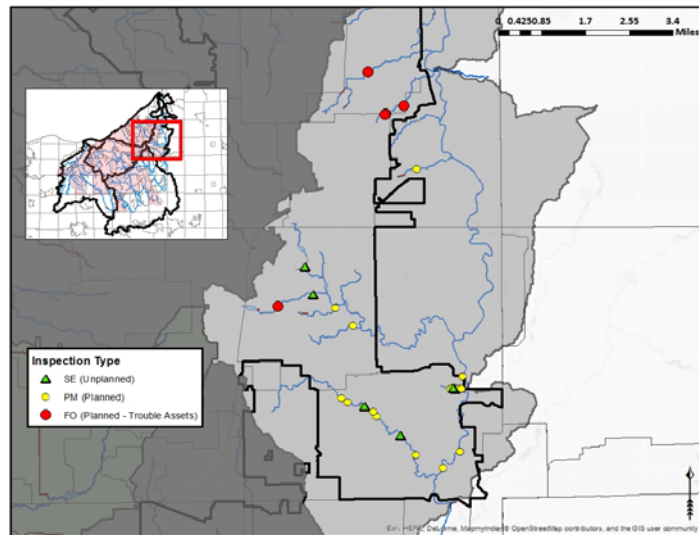 0 0.4250.85 1.7 2.55 3.4
Miles
Inspection Type
SE (Unplanned)
PM (Planned)
FO (Planned - Trouble Assets)
Esri, HERE, DeLorme, MapmyIndia, © OpenStreetMap contributors, and the GIS user community